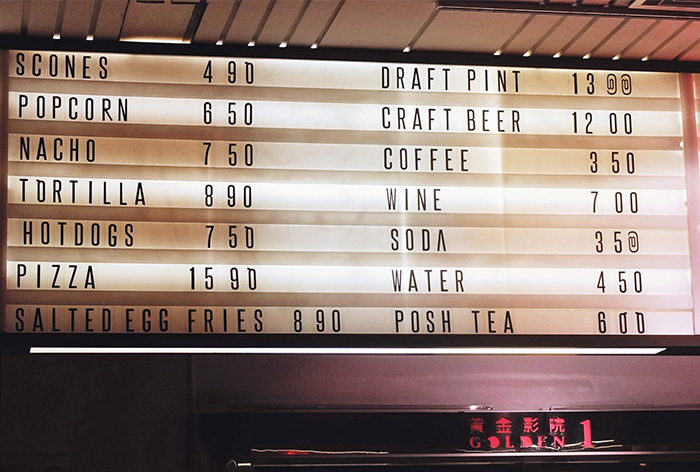 SCONES 4 90
POPCORN 6 50
NACHO 7 50
TORTILLA 8 90
HOTDOGS 7 50
PIZZA 15 90
SALTED EGG FRIES 8 90
DRAFT PINT 13 00
CRAFT BEER 12 00
COFFEE 3 50
WINE 7 00
SODA 3 50
WATER 4 50
POSH TEA 6 00
黃金影院
GOLDEN 1